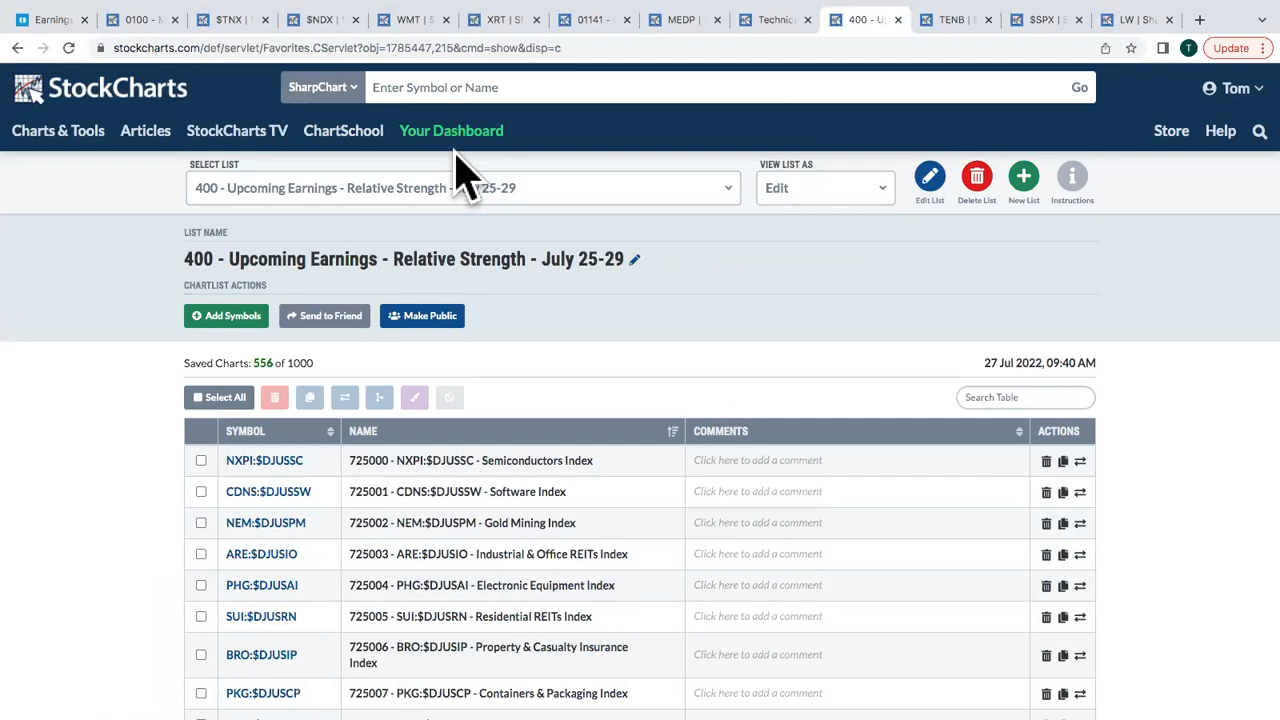 Earning
0100 - M
$TNX | S
$NDX | S
WMT | S
XRT | SH
01141 -
MEDP |
Technic
400 - U
TENB | S
$SPX | S
LW | Sha
stockcharts.com/def/servlet/Favorites.CServlet?obj=1785447,215&cmd=show&disp=c
T
Update
StockCharts
SharpChart
Enter Symbol or Name
Go
Tom
Charts & Tools
Articles
StockCharts TV
ChartSchool
Your Dashboard
Store
Help
SELECT LIST
VIEW LIST AS
400 - Upcoming Earnings - Relative Strength - 25-29
Edit
Edit List
Delete List
New List
Instructions
LIST NAME
400 - Upcoming Earnings - Relative Strength - July 25-29
CHARTLIST ACTIONS
Add Symbols
Send to Friend
Make Public
Saved Charts: 556 of 1000
27 Jul 2022, 09:40 AM
Select All
Search Table
SYMBOL NAME COMMENTS ACTIONS
NXPI:$DJUSSC 725000 - NXPI:$DJUSSC - Semiconductors Index Click here to add a comment
CDNS:$DJUSSW 725001 - CDNS:$DJUSSW - Software Index Click here to add a comment
NEM:$DJUSPM 725002 - NEM:$DJUSPM - Gold Mining Index Click here to add a comment
ARE:$DJUSIO 725003 - ARE:$DJUSIO - Industrial & Office REITs Index Click here to add a comment
PHG:$DJUSAI 725004 - PHG:$DJUSAI - Electronic Equipment Index Click here to add a comment
SUI:$DJUSRN 725005 - SUI:$DJUSRN - Residential REITs Index Click here to add a comment
BRO:$DJUSIP 725006 - BRO:$DJUSIP - Property & Casualty Insurance Click here to add a comment
Index
PKG:$DJUSCP 725007 - PKG:$DJUSCP - Containers & Packaging Index Click here to add a comment